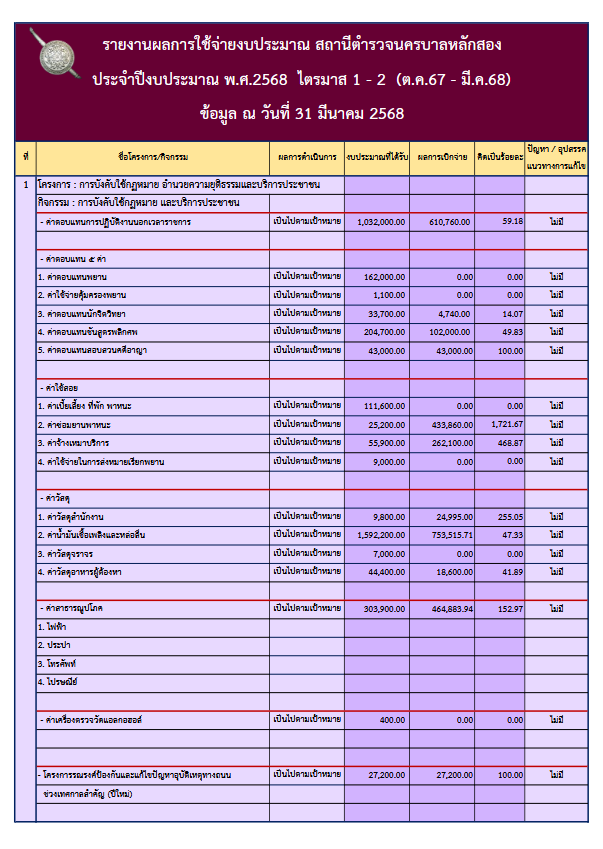 รายงานผลการใช้จ่ายงบประมาณ สถานีตำรวจนครบาลหลักสอง
ประจำปีงบประมาณ พ.ศ.2568 ไตรมาส 1 - 2 (ต.ค.67 - มี.ค.68)
ข้อมูล ณ วันที่ 31 มีนาคม 2568
ที่ ชื่อโครงการ/กิจกรรม ผลการดำเนินการ งบประมาณที่ได้รับ ผลการเบิกจ่าย คิดเป็นร้อยละ ปัญหา / อุปสรรค แนวทางการแก้ไข
1 โครงการ : การบังคับใช้กฎหมาย อำนวยความยุติธรรมและบริการประชาชน
กิจกรรม : การบังคับใช้กฎหมาย และบริการประชาชน
- ค่าตอบแทนการปฏิบัติงานนอกเวลาราชการ เป็นไปตามเป้าหมาย 1,032,000.00 610,760.00 59.18 ไม่มี
- ค่าตอบแทน ๕ ค่า
1. ค่าตอบแทนพยาน เป็นไปตามเป้าหมาย 162,000.00 0.00 0.00 ไม่มี
2. ค่าใช้จ่ายคุ้มครองพยาน เป็นไปตามเป้าหมาย 1,100.00 0.00 0.00 ไม่มี
3. ค่าตอบแทนนักจิตวิทยา เป็นไปตามเป้าหมาย 33,700.00 4,740.00 14.07 ไม่มี
4. ค่าตอบแทนชันสูตรพลิกศพ เป็นไปตามเป้าหมาย 204,700.00 102,000.00 49.83 ไม่มี
5. ค่าตอบแทนสอบสวนคดีอาญา เป็นไปตามเป้าหมาย 43,000.00 43,000.00 100.00 ไม่มี
- ค่าใช้สอย
1. ค่าเบี้ยเลี้ยง ที่พัก พาหนะ เป็นไปตามเป้าหมาย 111,600.00 0.00 0.00 ไม่มี
2. ค่าซ่อมยานพาหนะ เป็นไปตามเป้าหมาย 25,200.00 433,860.00 1,721.67 ไม่มี
3. ค่าจ้างเหมาบริการ เป็นไปตามเป้าหมาย 55,900.00 262,100.00 468.87 ไม่มี
4. ค่าใช้จ่ายในการส่งหมายเรียกพยาน เป็นไปตามเป้าหมาย 9,000.00 0.00 0.00 ไม่มี
- ค่าวัสดุ
1. ค่าวัสดุสำนักงาน เป็นไปตามเป้าหมาย 9,800.00 24,995.00 255.05 ไม่มี
2. ค่าน้ำมันเชื้อเพลิงและหล่อลื่น เป็นไปตามเป้าหมาย 1,592,200.00 753,515.71 47.33 ไม่มี
3. ค่าวัสดุจราจร เป็นไปตามเป้าหมาย 7,000.00 0.00 0.00 ไม่มี
4. ค่าวัสดุอาหารผู้ต้องหา เป็นไปตามเป้าหมาย 44,400.00 18,600.00 41.89 ไม่มี
- ค่าสาธารณูปโภค เป็นไปตามเป้าหมาย 303,900.00 464,883.94 152.97 ไม่มี
1. ไฟฟ้า
2. ประปา
3. โทรศัพท์
4. ไปรษณีย์
- ค่าเครื่องตรวจวัดแอลกอฮอล์ เป็นไปตามเป้าหมาย 400.00 0.00 0.00 ไม่มี
- โครงการรณรงค์ป้องกันและแก้ไขปัญหาอุบัติเหตุทางถนน เป็นไปตามเป้าหมาย 27,200.00 27,200.00 100.00 ไม่มี
ช่วงเทศกาลสำคัญ (ปีใหม่)